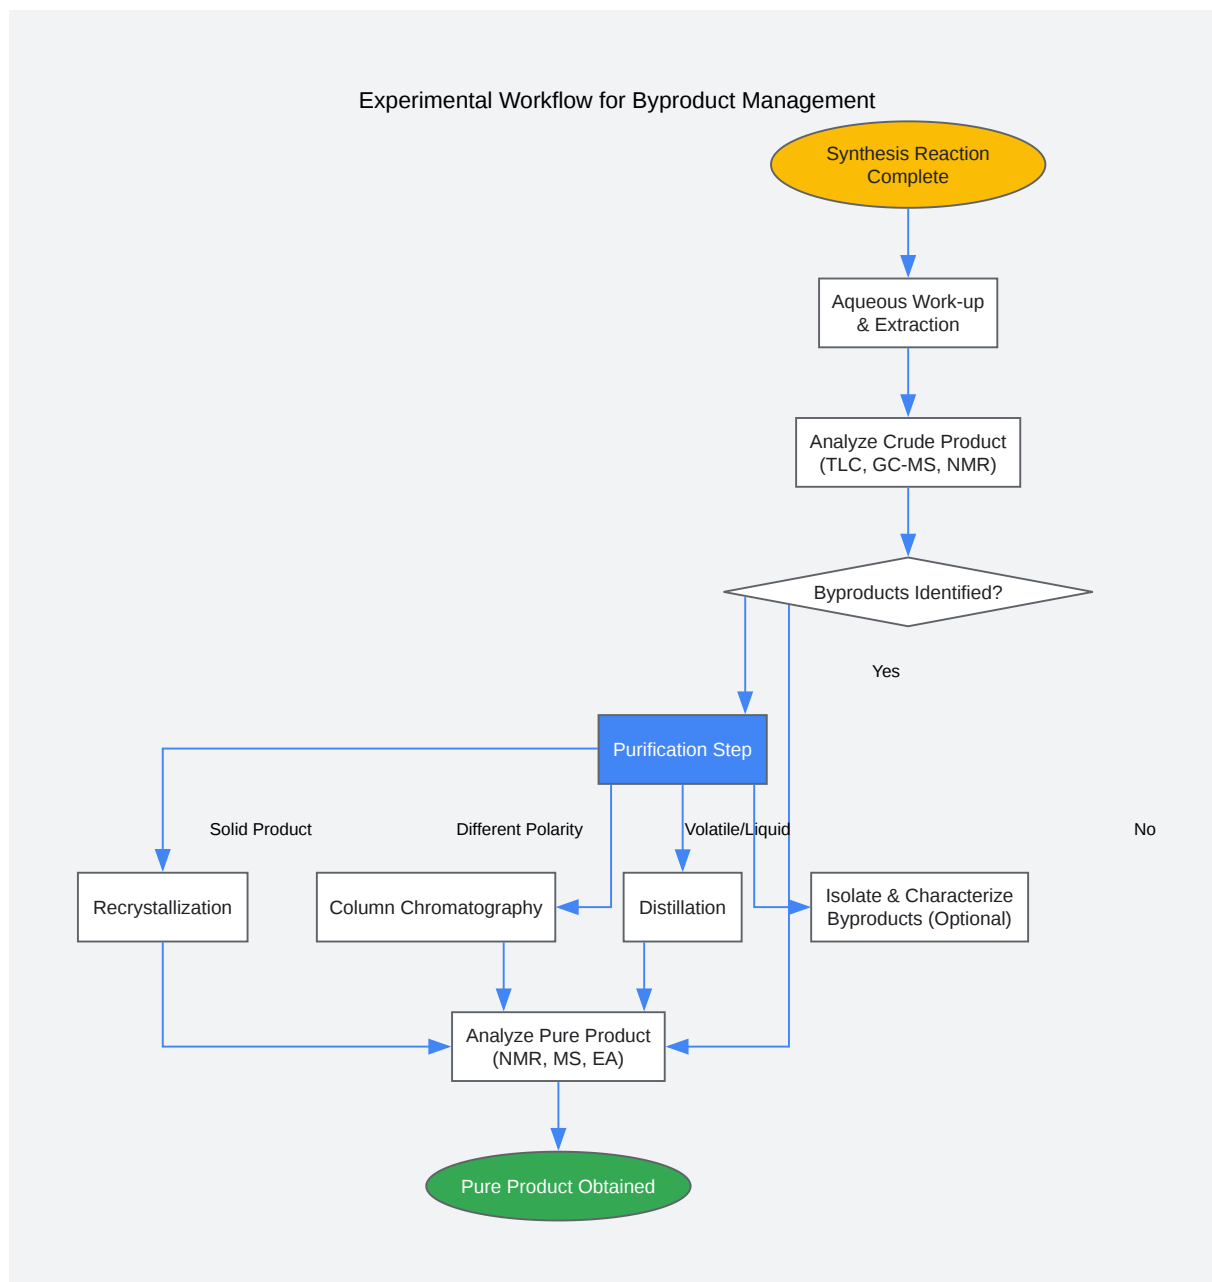 Experimental Workflow for Byproduct Management
Synthesis Reaction
Complete
Aqueous Work-up
& Extraction
Analyze Crude Product
(TLC, GC-MS, NMR)
Byproducts Identified?
Yes
Purification Step
Solid Product
Different Polarity
Volatile/Liquid
No
Recrystallization
Column Chromatography
Distillation
Isolate & Characterize
Byproducts (Optional)
Analyze Pure Product
(NMR, MS, EA)
Pure Product Obtained